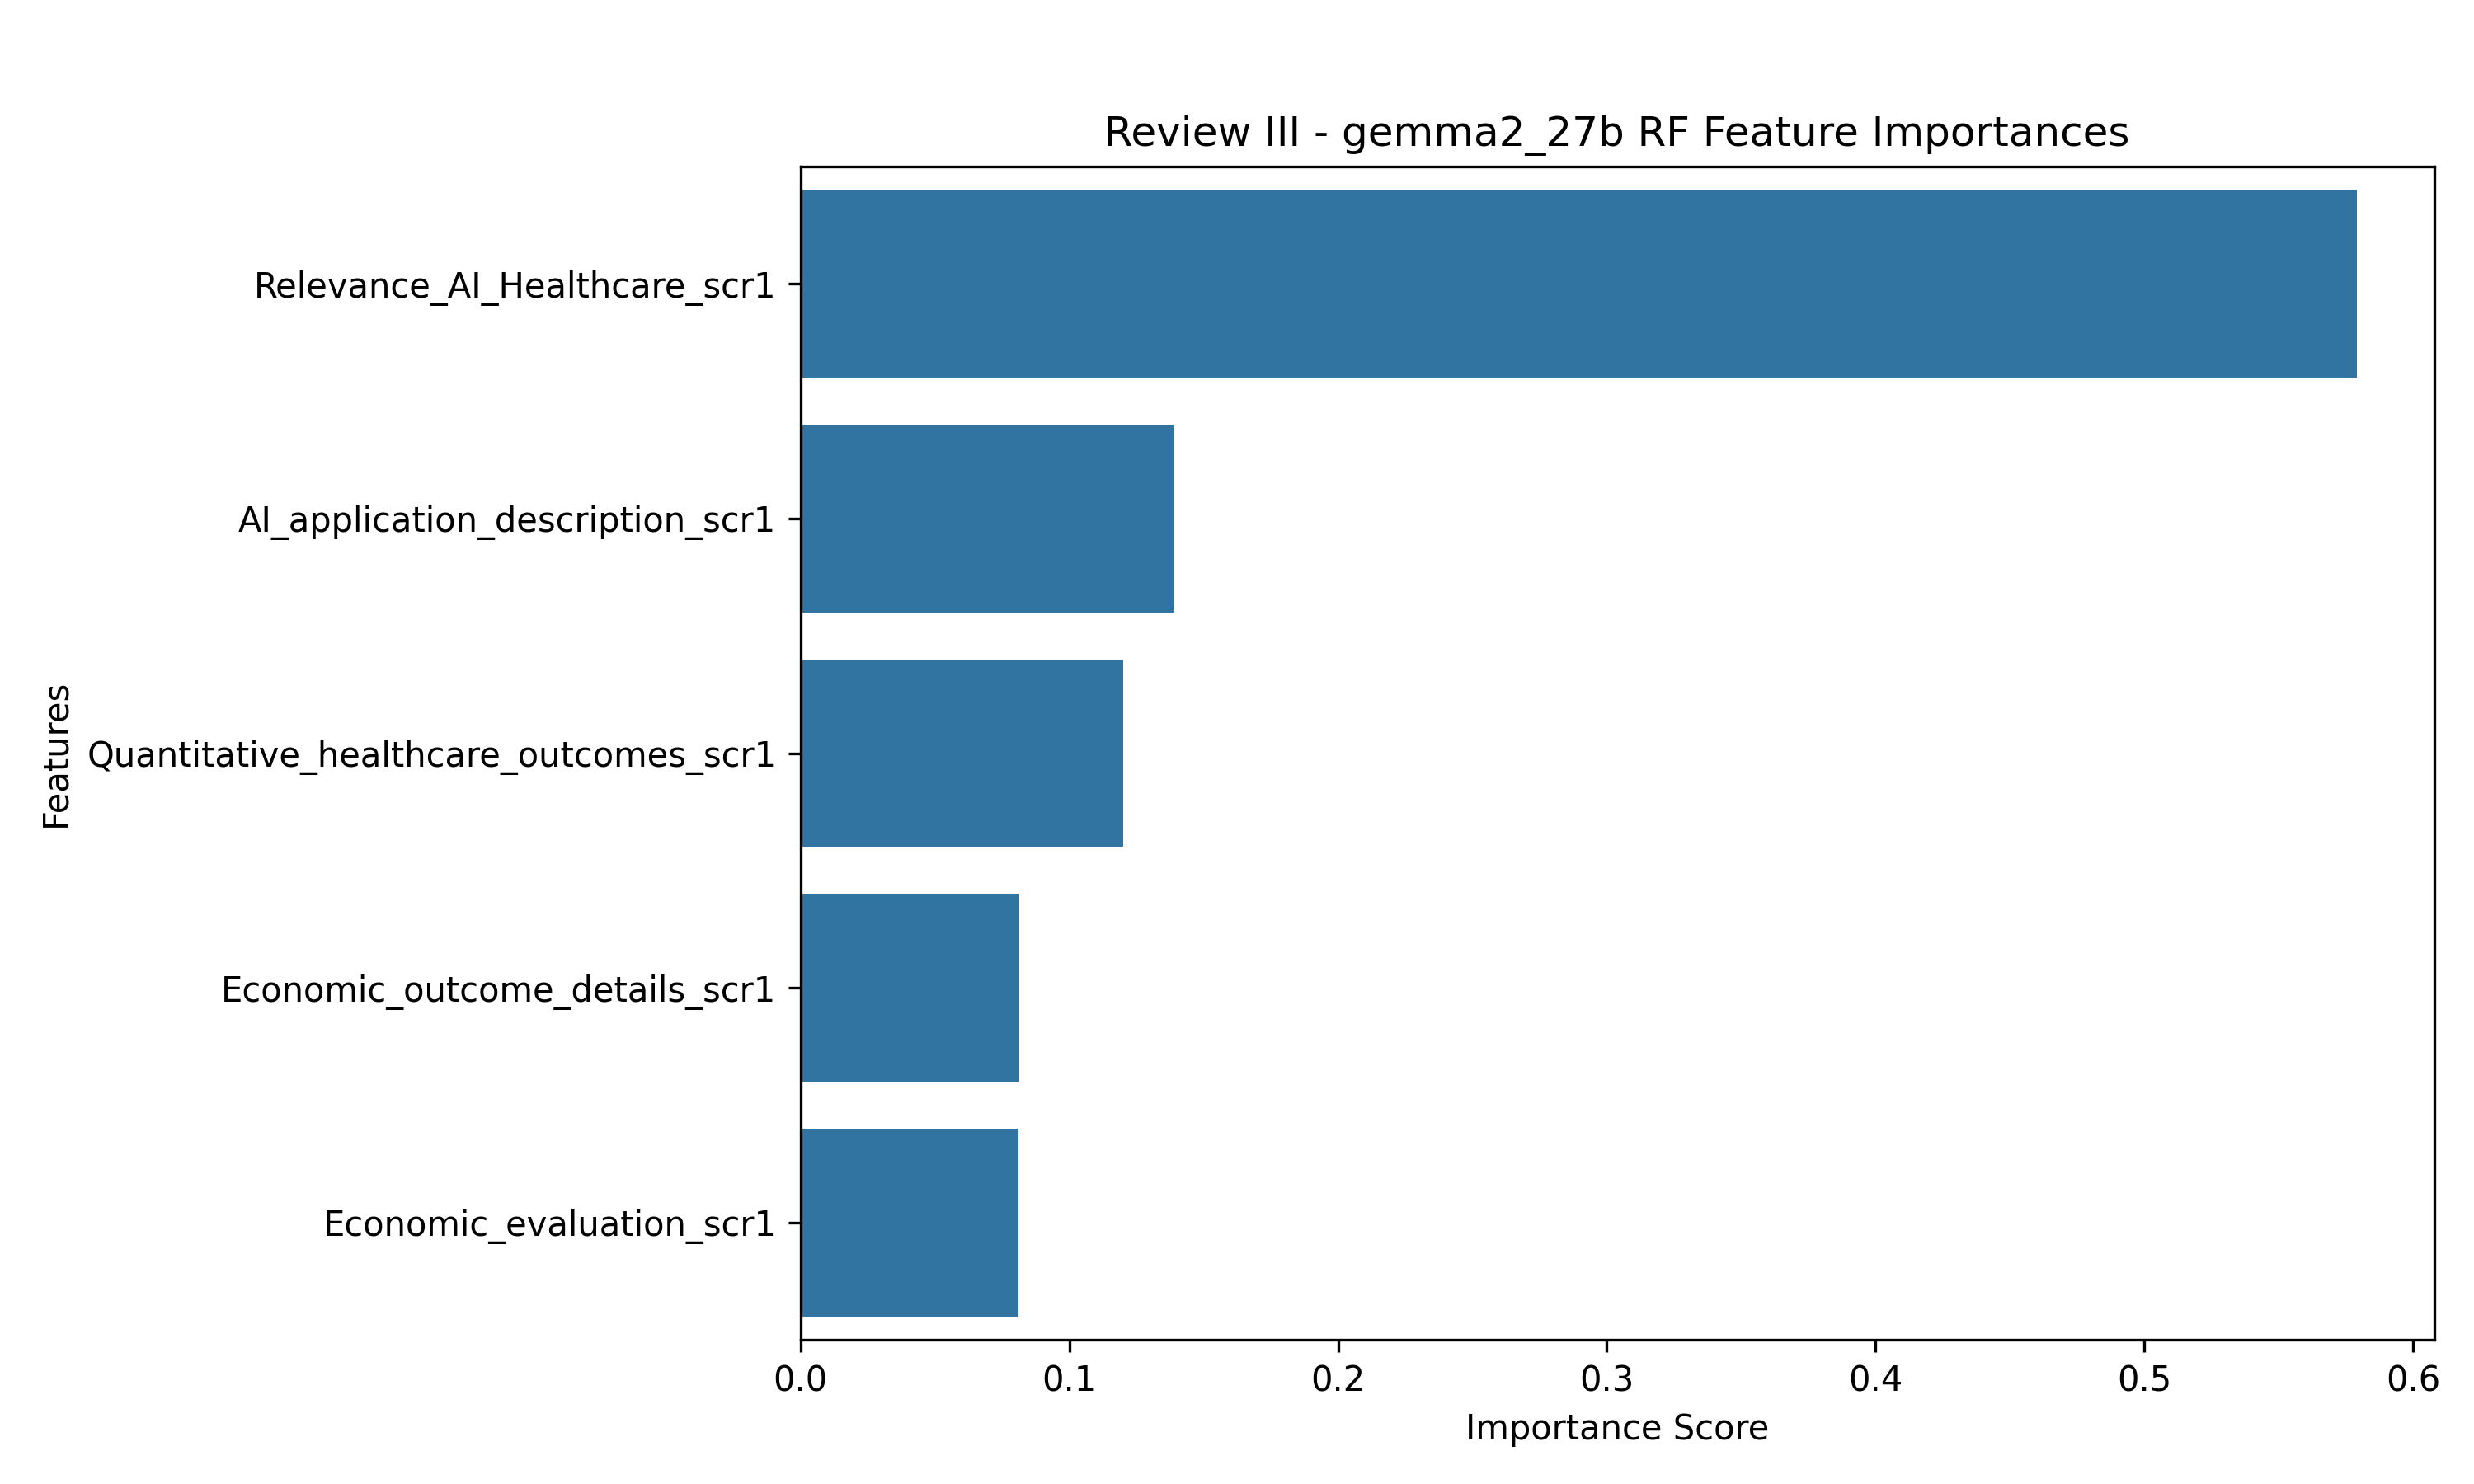 Review III - gemma2_27b RF Feature Importances
Features
Relevance_AI_Healthcare_scr1
AI_application_description_scr1
Quantitative_healthcare_outcomes_scr1
Economic_outcome_details_scr1
Economic_evaluation_scr1
0.0 0.1 0.2 0.3 0.4 0.5 0.6
Importance Score